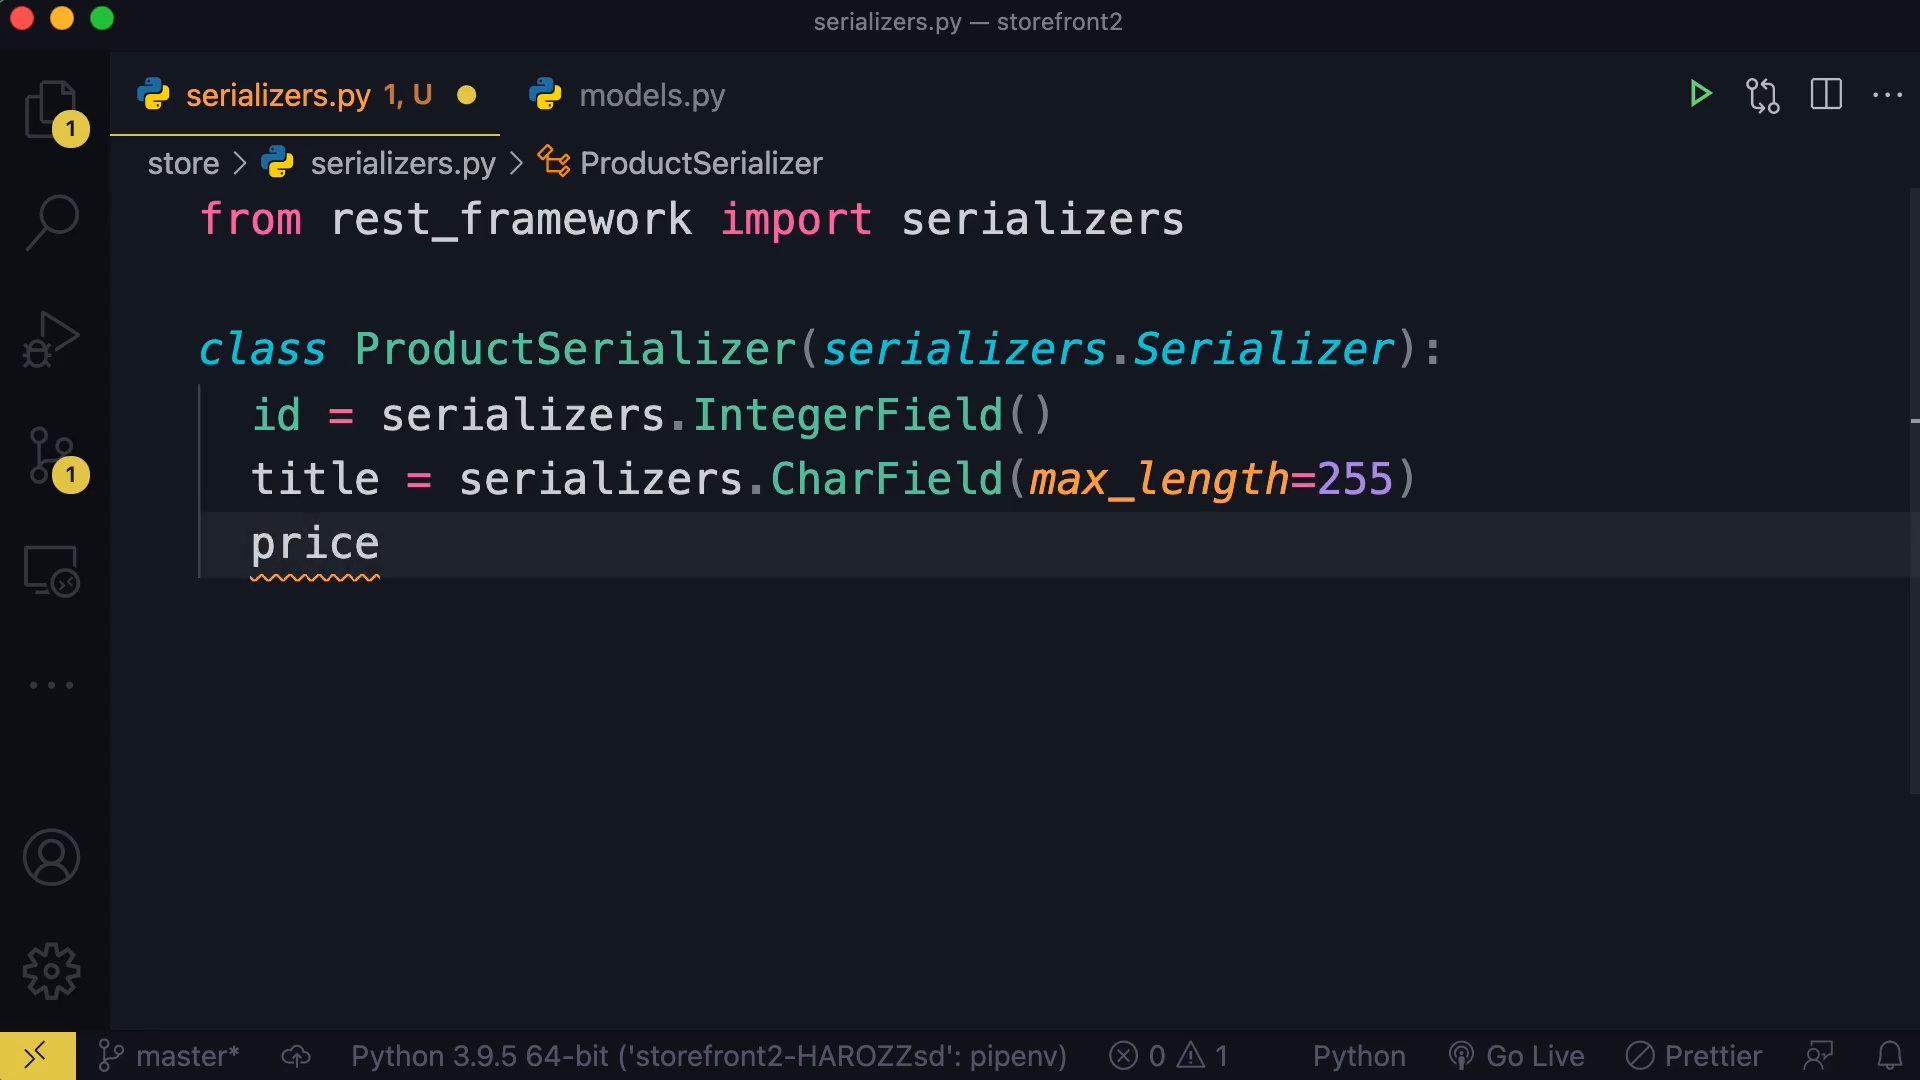 serializers.py — storefront2
serializers.py 1, U
models.py
store > serializers.py > ProductSerializer
from rest_framework import serializers
class ProductSerializer(serializers.Serializer):
id = serializers.IntegerField()
title = serializers.CharField(max_length=255)
price
1
1
master*
Python 3.9.5 64-bit ('storefront2-HAROZZsd': pipenv)
0
1
Python
Go Live
Prettier